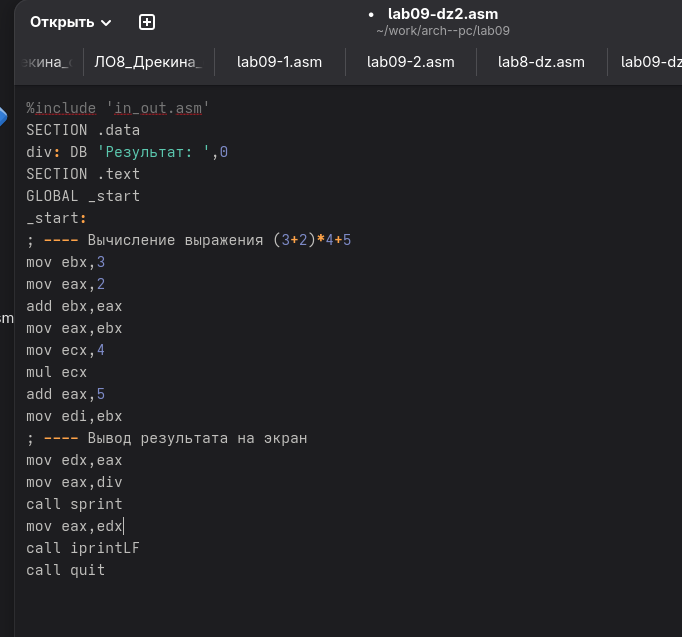 Открыть
lab09-dz2.asm
~/work/arch--pc/lab09
ЛО8_Дрекина_
lab09-1.asm
lab09-2.asm
lab8-dz.asm
lab09-dz
%include 'in_out.asm'
SECTION .data
div: DB 'Результат: ',0
SECTION .text
GLOBAL _start
_start:
; ---- Вычисление выражения (3+2)*4+5
mov ebx,3
mov eax,2
add ebx,eax
mov eax,ebx
mov ecx,4
mul ecx
add eax,5
mov edi,ebx
; ---- Вывод результата на экран
mov edx,eax
mov eax,div
call sprint
mov eax,edx
call iprintLF
call quit